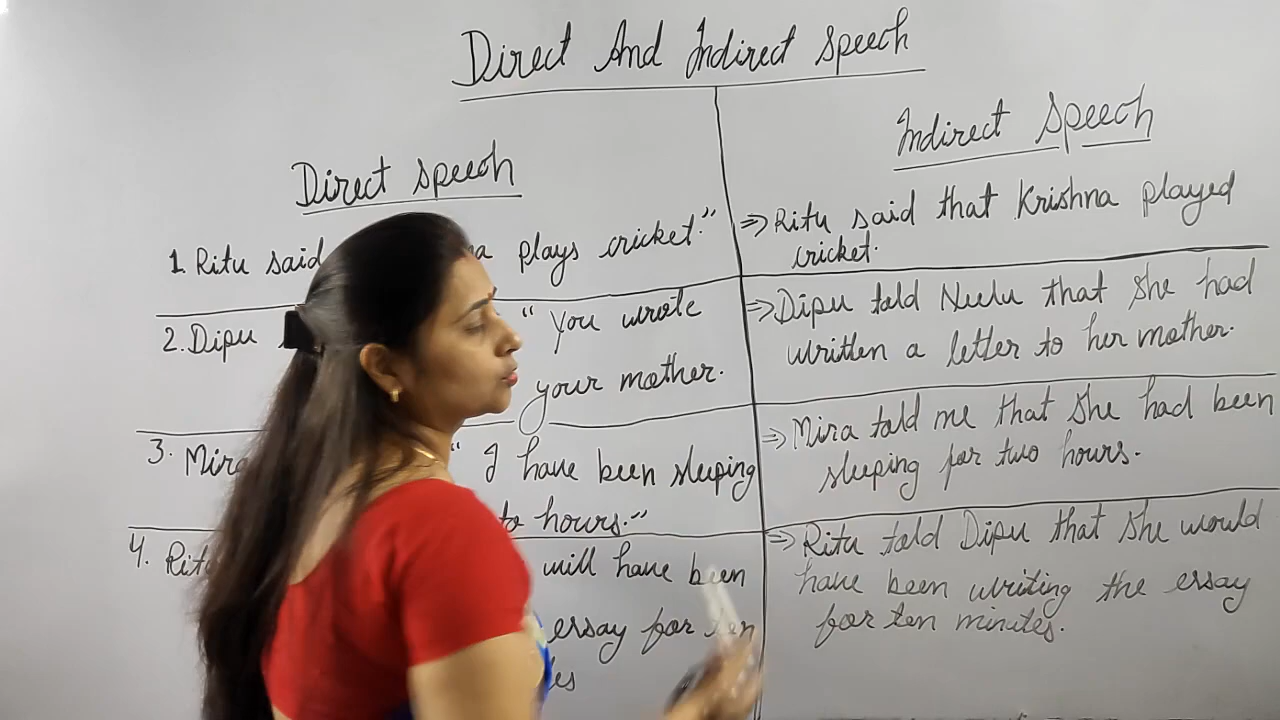 Direct And Indirect Speech
Direct Speech
1. Ritu said plays cricket."
2. Dipu "You wrote
your mother.
3. "I have been sleeping
hours."
4. will have been
essay for ten
Indirect Speech
⇒ Ritu said that Krishna played
cricket.
⇒ Dipu told Neelu that she had
written a letter to her mother.
⇒ Mira told me that she had been
sleeping for two hours.
⇒ Ritu told Dipu that she would
have been writing the essay
for ten minutes.